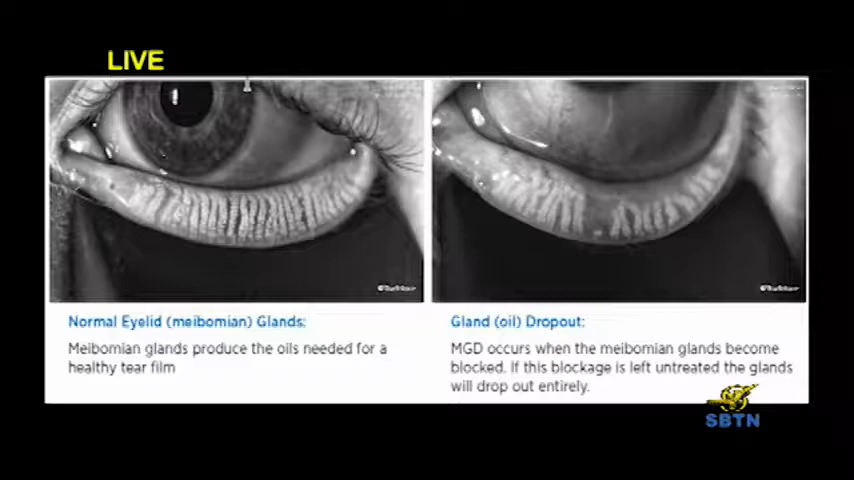 LIVE
Normal Eyelid (meibomian) Glands:
Meibomian glands produce the oils needed for a
healthy tear film
Gland (oil) Dropout:
MGD occurs when the meibomian glands become
blocked. If this blockage is left untreated the glands
will drop out entirely.
SBTN